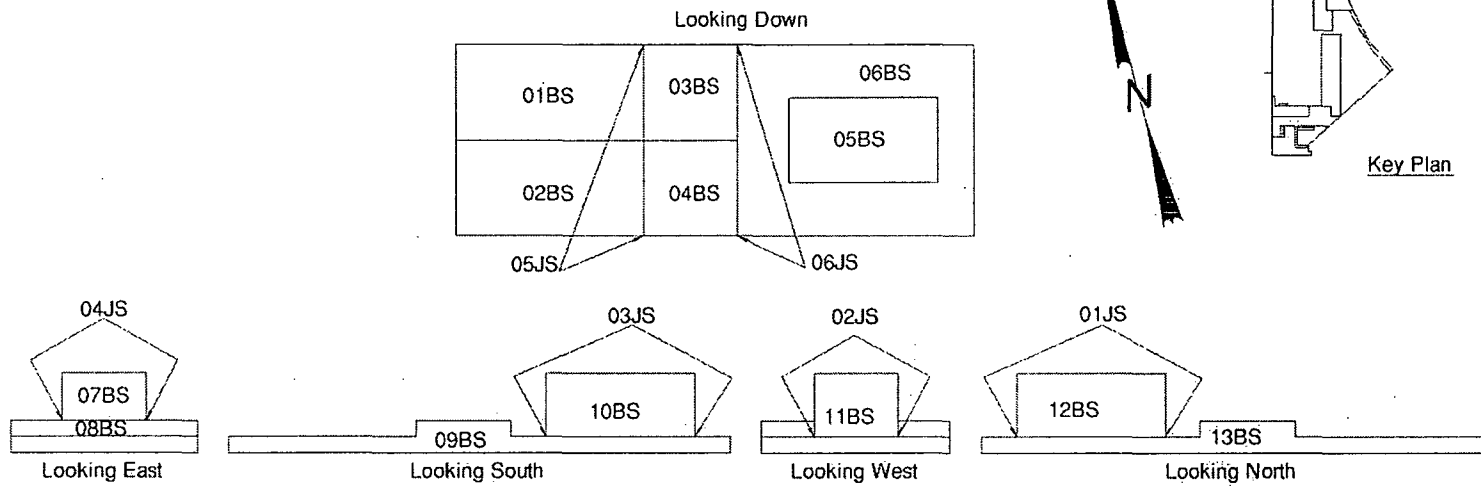 Looking Down
01BS
03BS
06BS
05BS
02BS
04BS
05JS
06JS
N
Key Plan
04JS
03JS
02JS
01JS
07BS
08BS
09BS
10BS
11BS
12BS
13BS
Looking East
Looking South
Looking West
Looking North